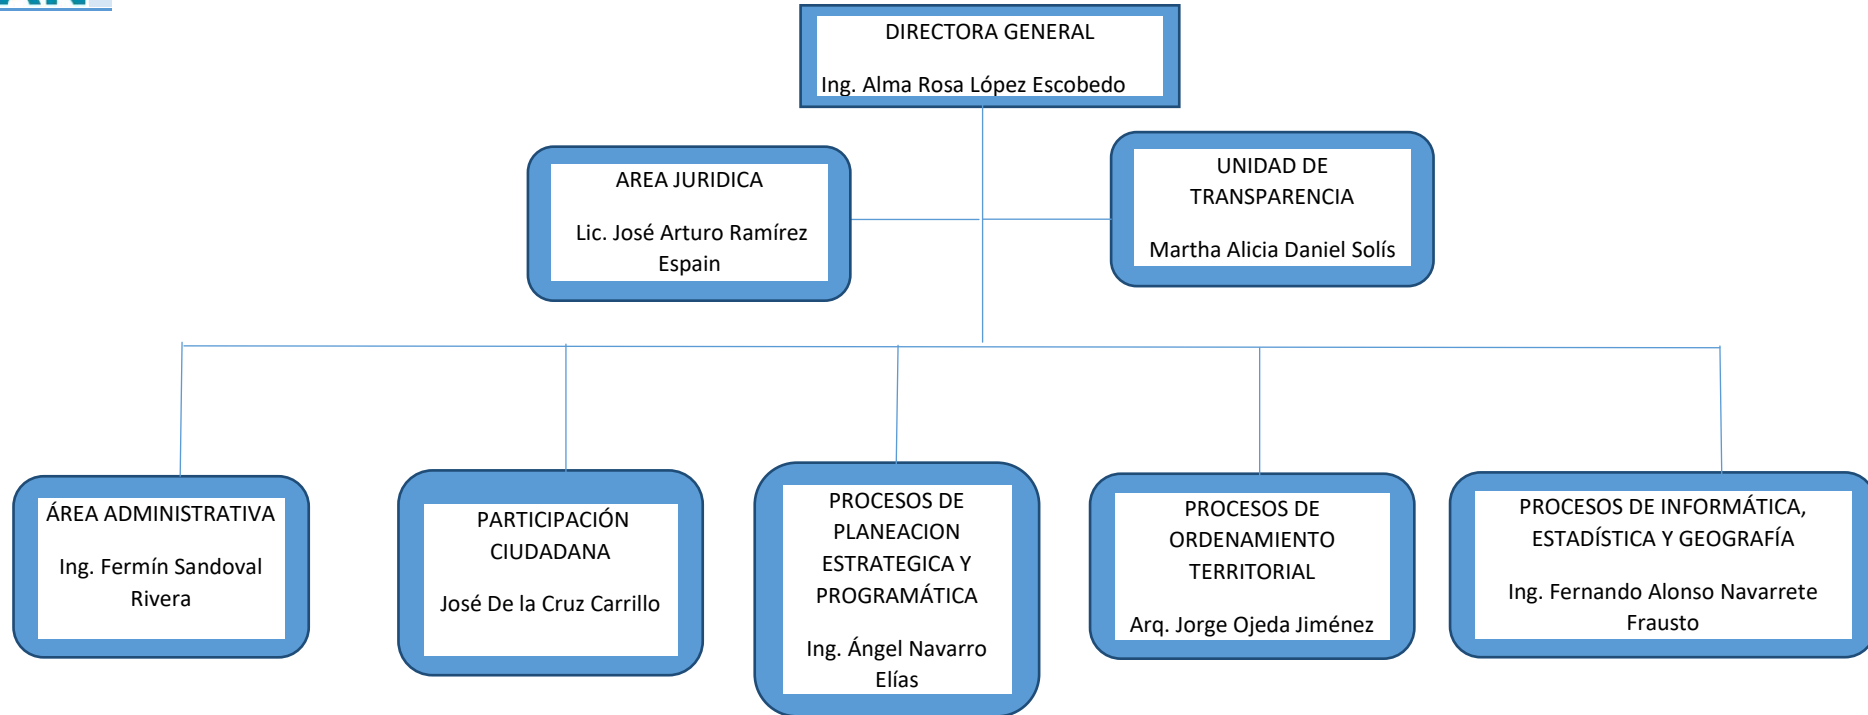 DIRECTORA GENERAL
Ing. Alma Rosa López Escobedo
AREA JURIDICA
Lic. José Arturo Ramírez
Espain
UNIDAD DE
TRANSPARENCIA
Martha Alicia Daniel Solís
ÁREA ADMINISTRATIVA
Ing. Fermín Sandoval
Rivera
PARTICIPACIÓN
CIUDADANA
José De la Cruz Carrillo
PROCESOS DE
PLANEACION
ESTRATEGICA Y
PROGRAMÁTICA
Ing. Ángel Navarro
Elías
PROCESOS DE
ORDENAMIENTO
TERRITORIAL
Arq. Jorge Ojeda Jiménez
PROCESOS DE INFORMÁTICA,
ESTADÍSTICA Y GEOGRAFÍA
Ing. Fernando Alonso Navarrete
Frausto